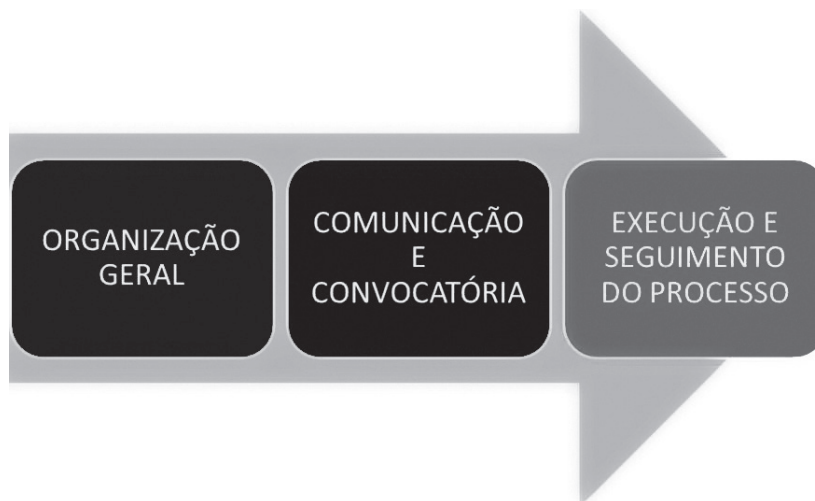 ORGANIZAÇÃO
GERAL
COMUNICAÇÃO
E
CONVOCATÓRIA
EXECUÇÃO E
SEGUIMENTO
DO PROCESSO